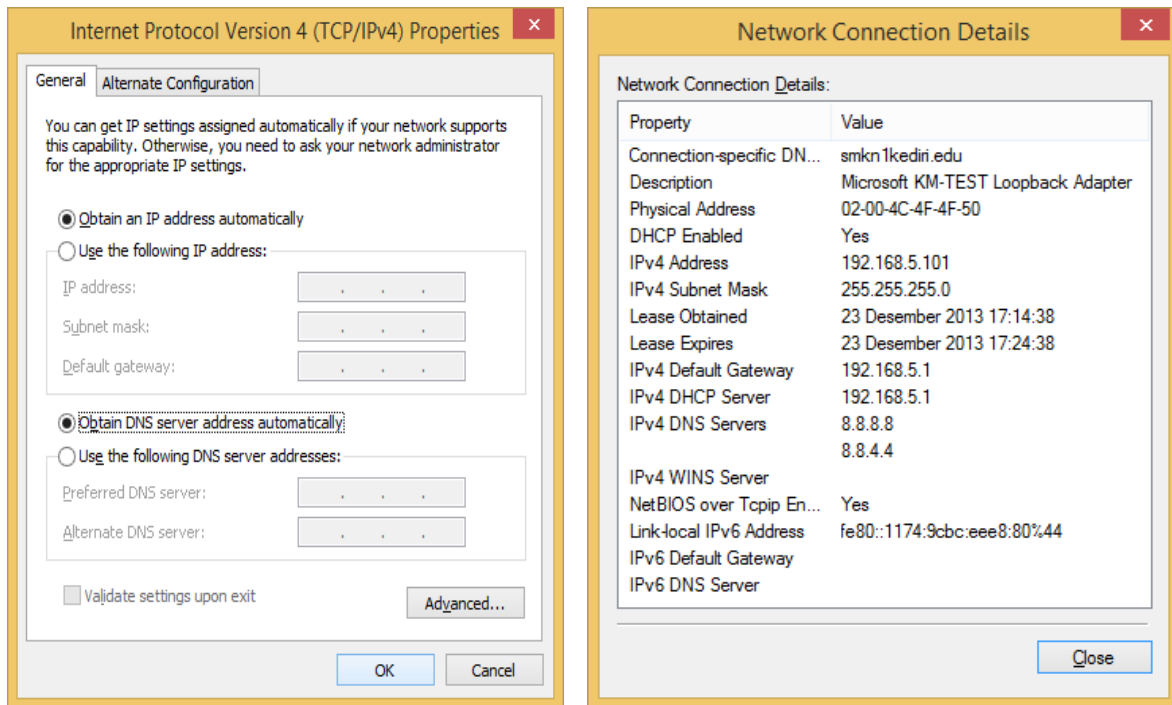 Internet Protocol Version 4 (TCP/IPv4) Properties
General
Alternate Configuration
You can get IP settings assigned automatically if your network supports
this capability. Otherwise, you need to ask your network administrator
for the appropriate IP settings.
Obtain an IP address automatically
Use the following IP address:
IP address:
Subnet mask:
Default gateway:
Obtain DNS server address automatically
Use the following DNS server addresses:
Preferred DNS server:
Alternate DNS server:
Validate settings upon exit
Advanced...
OK
Cancel
Network Connection Details
Network Connection Details:
Property Value
Connection-specific DN... smkn1kediri.edu
Description Microsoft KM-TEST Loopback Adapter
Physical Address 02-00-4C-4F-4F-50
DHCP Enabled Yes
IPv4 Address 192.168.5.101
IPv4 Subnet Mask 255.255.255.0
Lease Obtained 23 Desember 2013 17:14:38
Lease Expires 23 Desember 2013 17:24:38
IPv4 Default Gateway 192.168.5.1
IPv4 DHCP Server 192.168.5.1
IPv4 DNS Servers 8.8.8.8
8.8.4.4
IPv4 WINS Server
NetBIOS over Tcpip En... Yes
Link-local IPv6 Address fe80::1174:9cbc:eee8:80%44
IPv6 Default Gateway
IPv6 DNS Server
Close